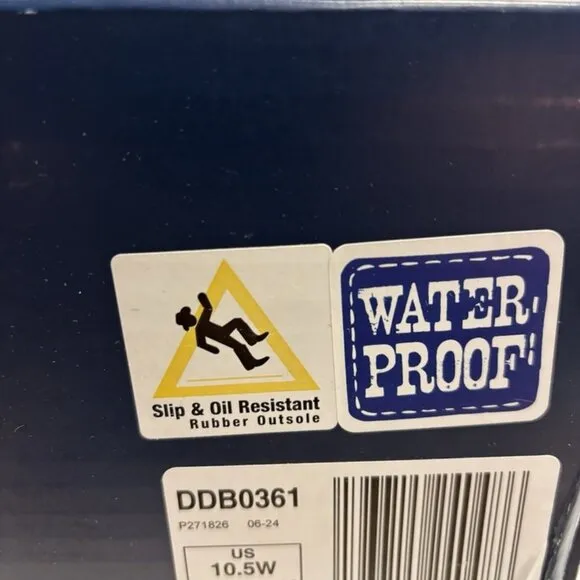 Slip & Oil Resistant
Rubber Outsole
WATER
PROOF
DDB0361
P271826 06-24
US
10.5W